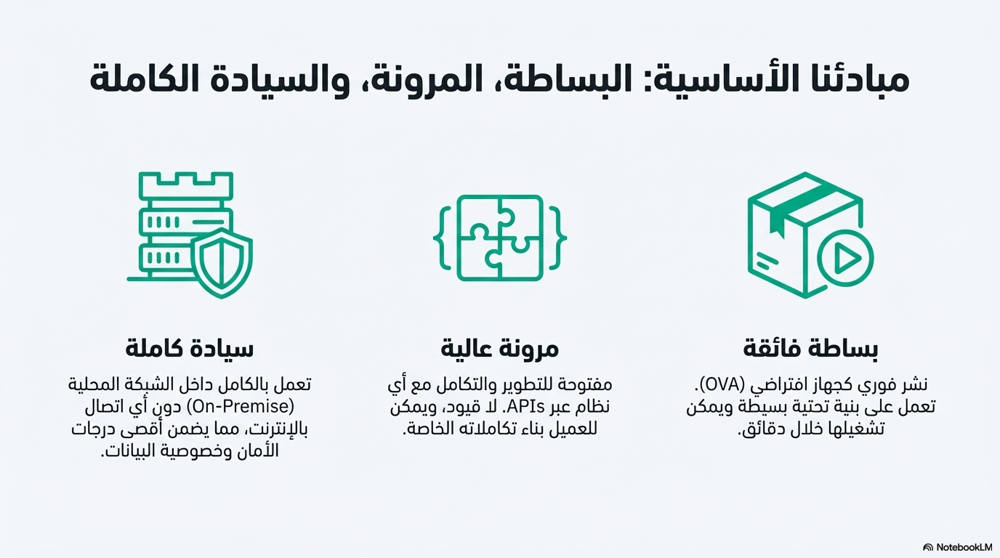 مبادئنا الأساسية: البساطة، المرونة، والسيادة الكاملة
بساطة فائقة
نشر فوري كجهاز افتراضي (OVA).
تعمل على بنية تحتية بسيطة ويمكن
تشغيلها خلال دقائق.
مرونة عالية
مفتوحة للتطوير والتكامل مع أي
نظام عبر APIs. لا قيود، ويمكن
للعميل بناء تكاملاته الخاصة.
سيادة كاملة
تعمل بالكامل داخل الشبكة المحلية
(On-Premise) دون أي اتصال
بالإنترنت، مما يضمن أقصى درجات
الأمان وخصوصية البيانات.
NotebookLM